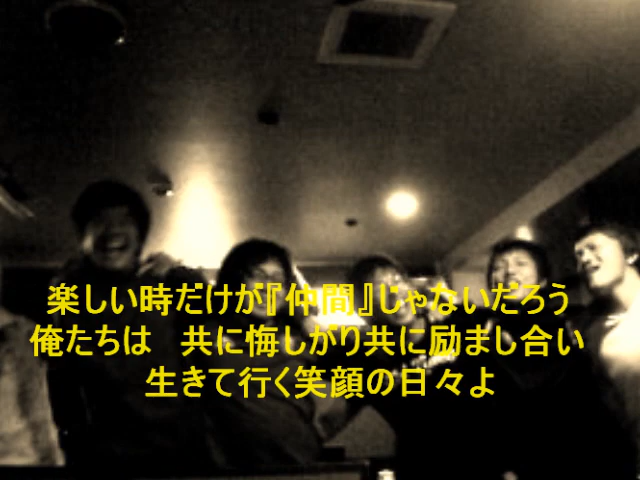 楽しい時だけが『仲間』じゃないだろう
俺たちは 共に悔しがり共に励まし合い
生きて行く笑顔の日々よ